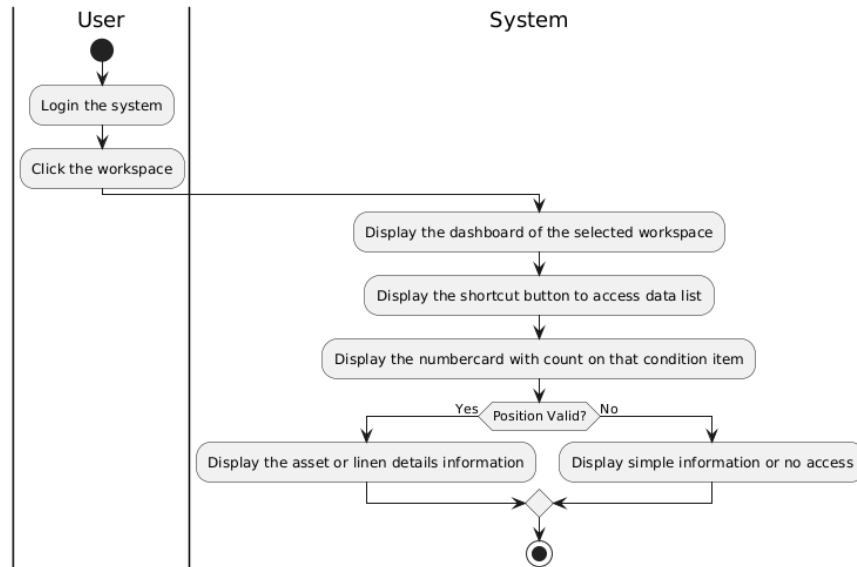 User
System
Login the system
Click the workspace
Display the dashboard of the selected workspace
Display the shortcut button to access data list
Display the numbercard with count on that condition item
Yes
Position Valid?
No
Display the asset or linen details information
Display simple information or no access